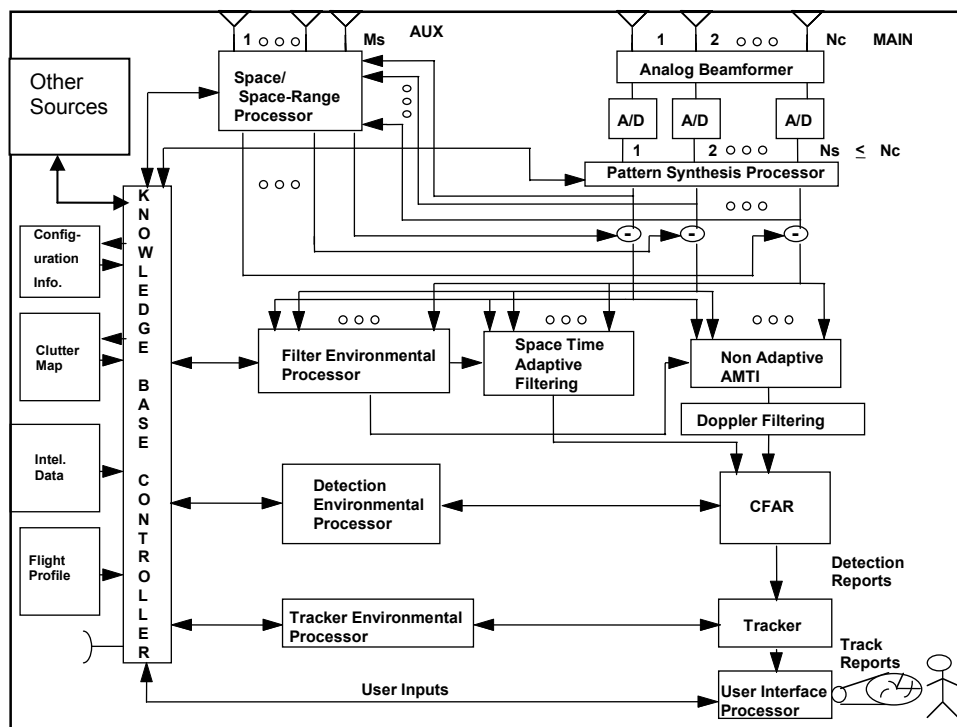 AUX
1
Ms
1
2
Nc
MAIN
Other
Sources
Space/
Space-Range
Processor
Analog Beamformer
A/D
A/D
A/D
1
2
Ns ≤ Nc
Pattern Synthesis Processor
-
-
-
KNOWLEDGE BASE CONTROLLER
Config-
uration
Info.
Clutter
Map
Intel.
Data
Flight
Profile
Filter Environmental
Processor
Space Time
Adaptive
Filtering
Non Adaptive
AMTI
Doppler Filtering
Detection
Environmental
Processor
CFAR
Detection
Reports
Tracker Environmental
Processor
Tracker
Track
Reports
User Inputs
User Interface
Processor